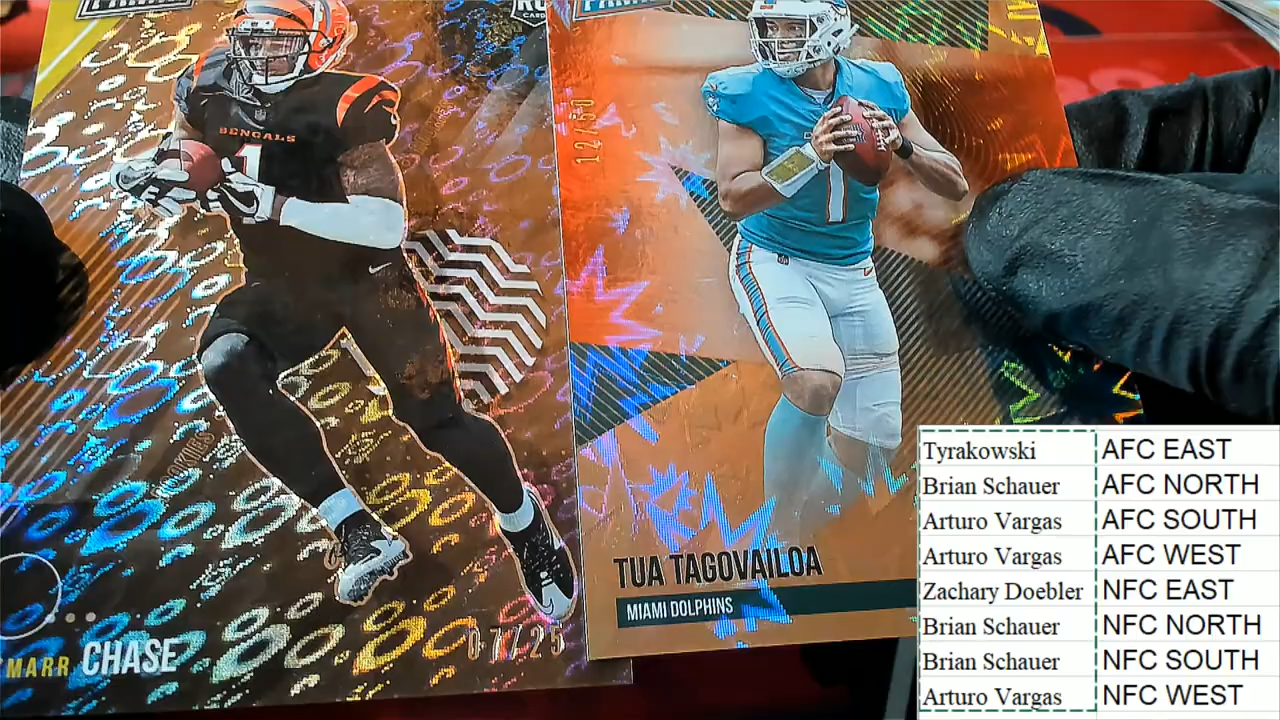 BENGALS
1
MARR CHASE
07/25
12/50
1
TUA TAGOVAILOA
MIAMI DOLPHINS
Tyrakowski AFC EAST
Brian Schauer AFC NORTH
Arturo Vargas AFC SOUTH
Arturo Vargas AFC WEST
Zachary Doebler NFC EAST
Brian Schauer NFC NORTH
Brian Schauer NFC SOUTH
Arturo Vargas NFC WEST